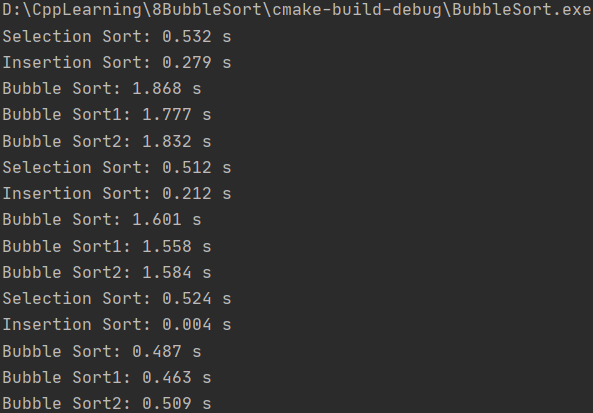 D:\CppLearning\8BubbleSort\cmake-build-debug\BubbleSort.exe
Selection Sort: 0.532 s
Insertion Sort: 0.279 s
Bubble Sort: 1.868 s
Bubble Sort1: 1.777 s
Bubble Sort2: 1.832 s
Selection Sort: 0.512 s
Insertion Sort: 0.212 s
Bubble Sort: 1.601 s
Bubble Sort1: 1.558 s
Bubble Sort2: 1.584 s
Selection Sort: 0.524 s
Insertion Sort: 0.004 s
Bubble Sort: 0.487 s
Bubble Sort1: 0.463 s
Bubble Sort2: 0.509 s